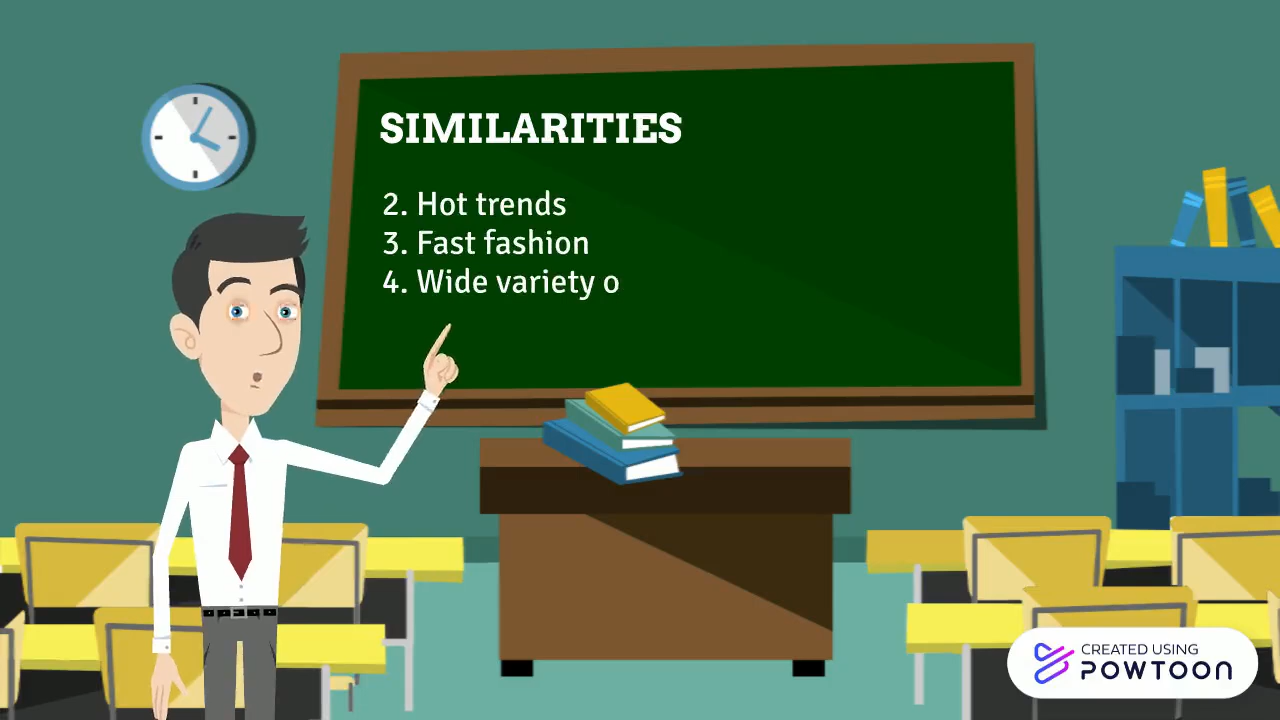 SIMILARITIES
2. Hot trends
3. Fast fashion
4. Wide variety o
CREATED USING
POWTOON